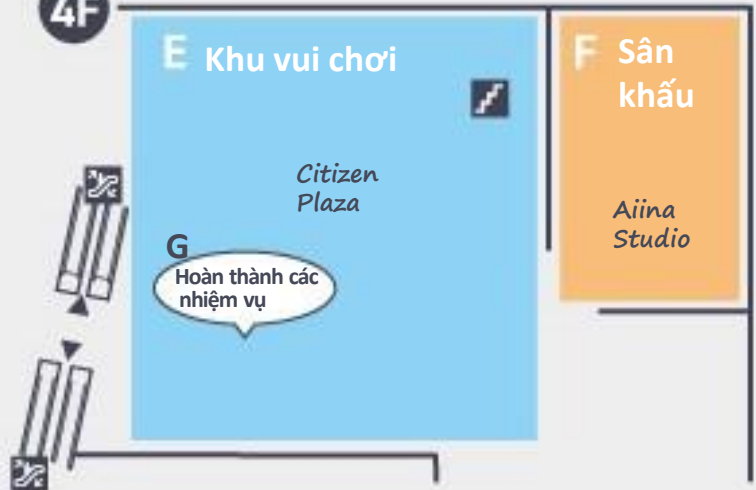 4F
E Khu vui chơi
F Sân
khấu
Citizen
Plaza
Aiina
Studio
G
Hoàn thành các
nhiệm vụ